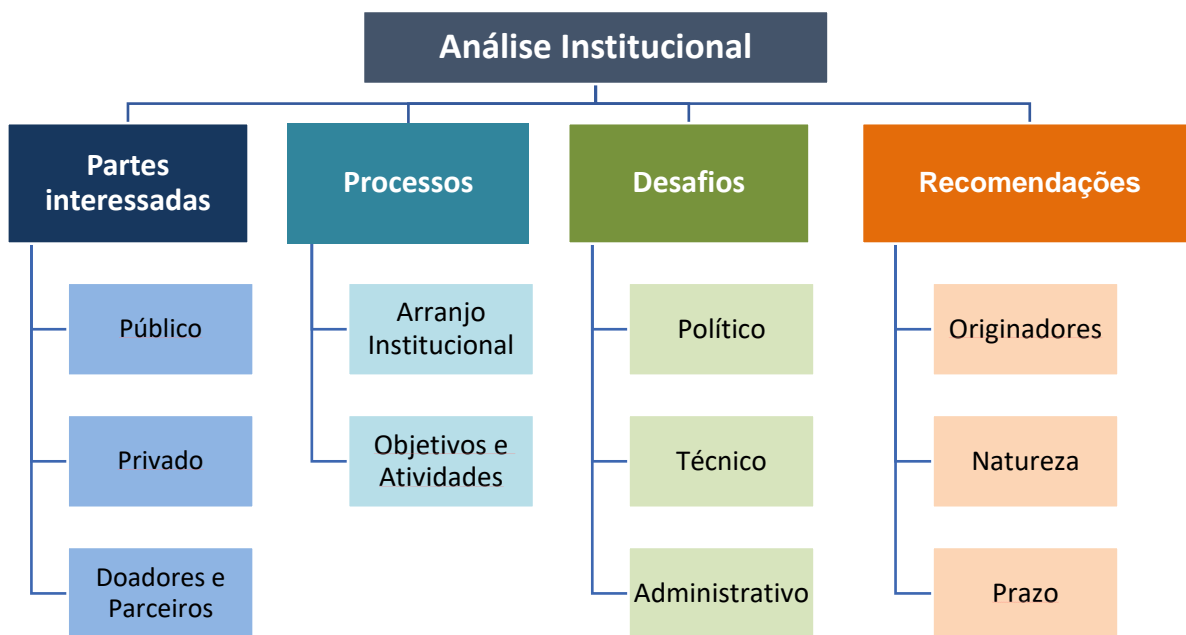 Análise Institucional
Partes
interessadas
Processos
Desafios
Recomendações
Público
Privado
Doadores e
Parceiros
Arranjo
Institucional
Objetivos e
Atividades
Político
Técnico
Administrativo
Originadores
Natureza
Prazo